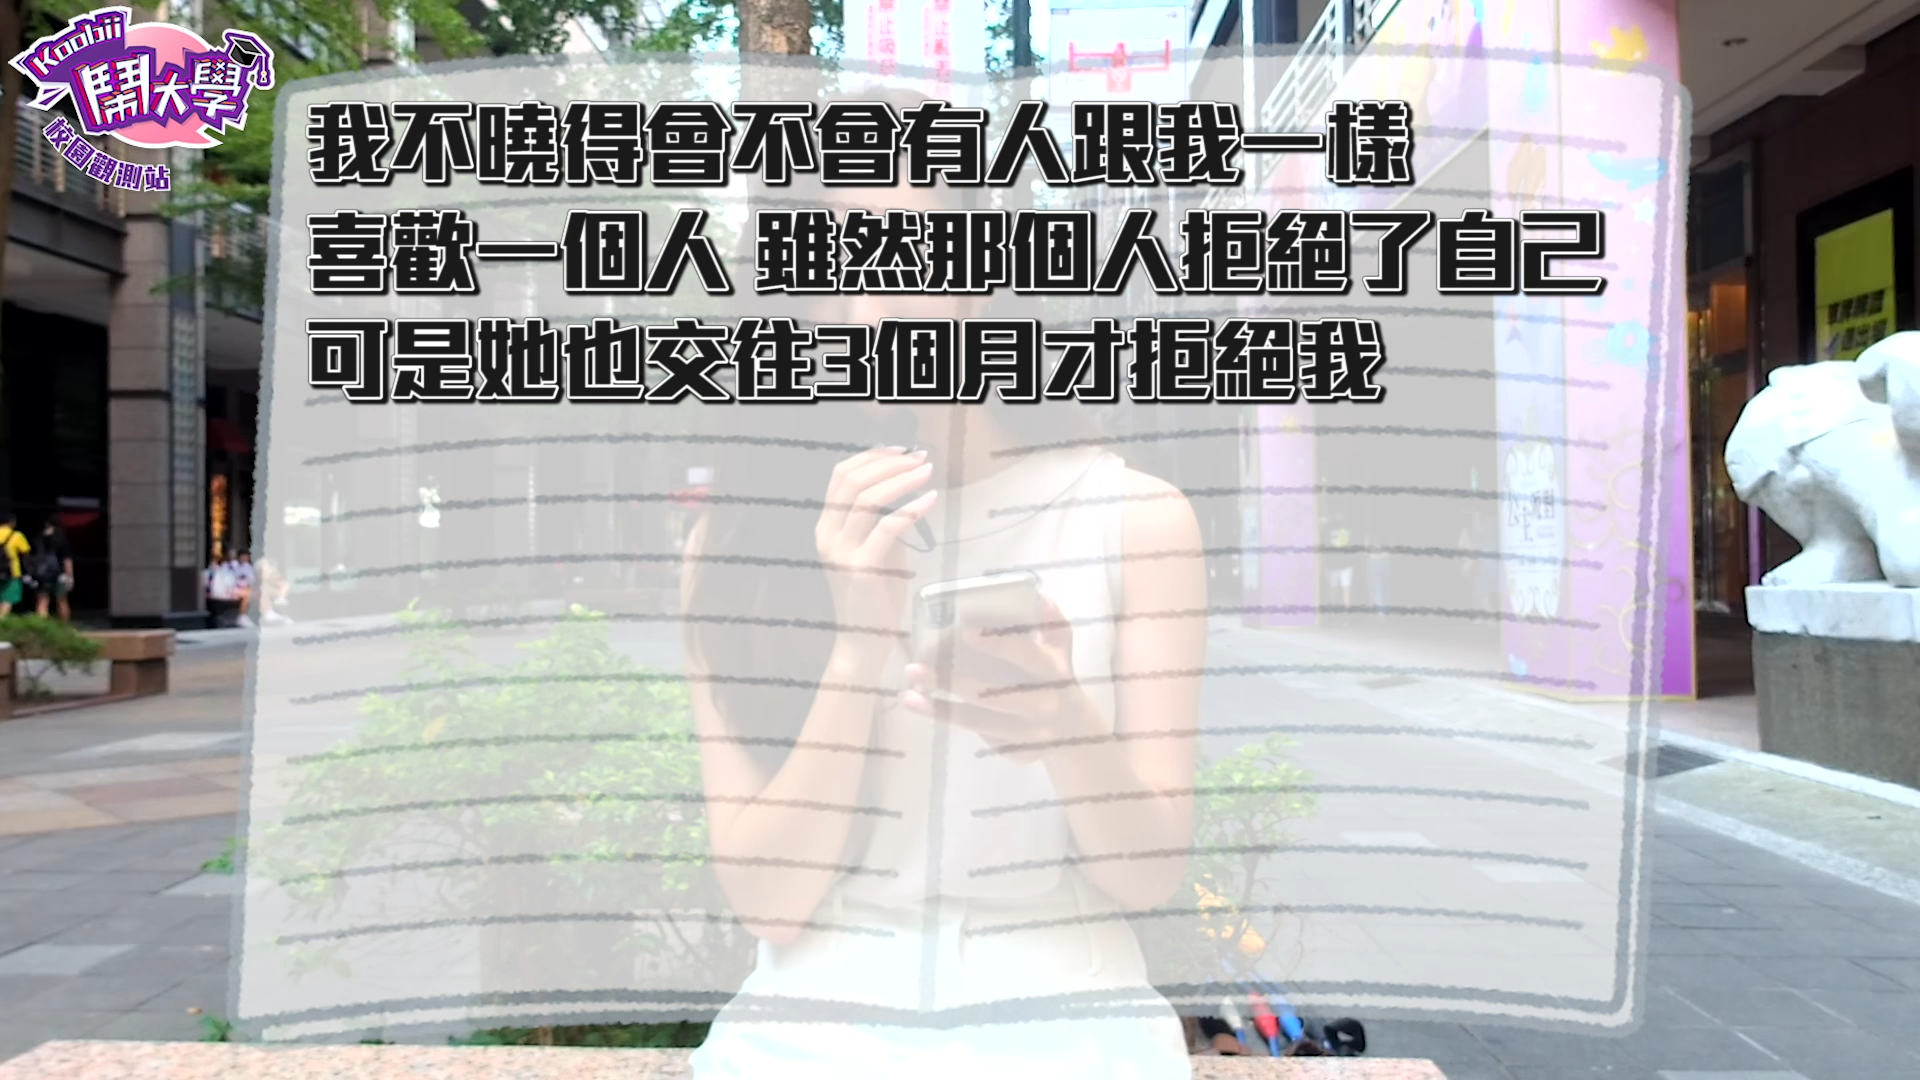 Koobii
鬧大學
校園觀測站
我不曉得會不會有人跟我一樣
喜歡一個人 雖然那個人拒絕了自己
可是她也交往3個月才拒絕我